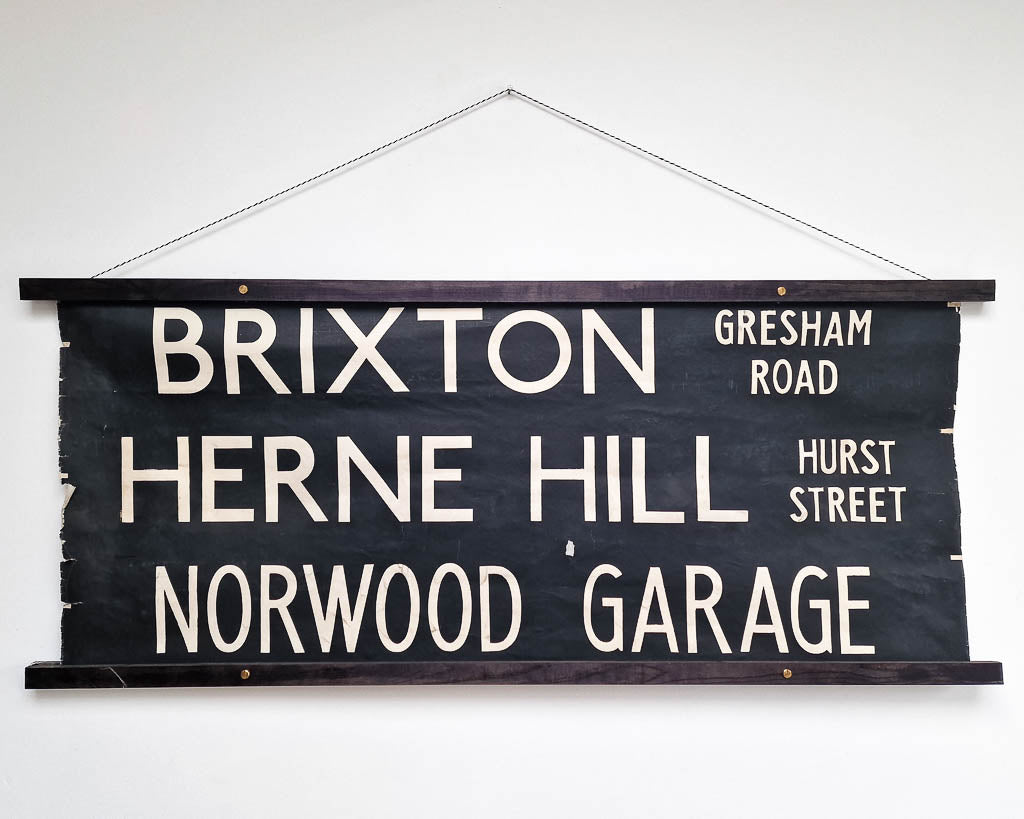 BRIXTON GRESHAM ROAD
HERNE HILL HURST STREET
NORWOOD GARAGE